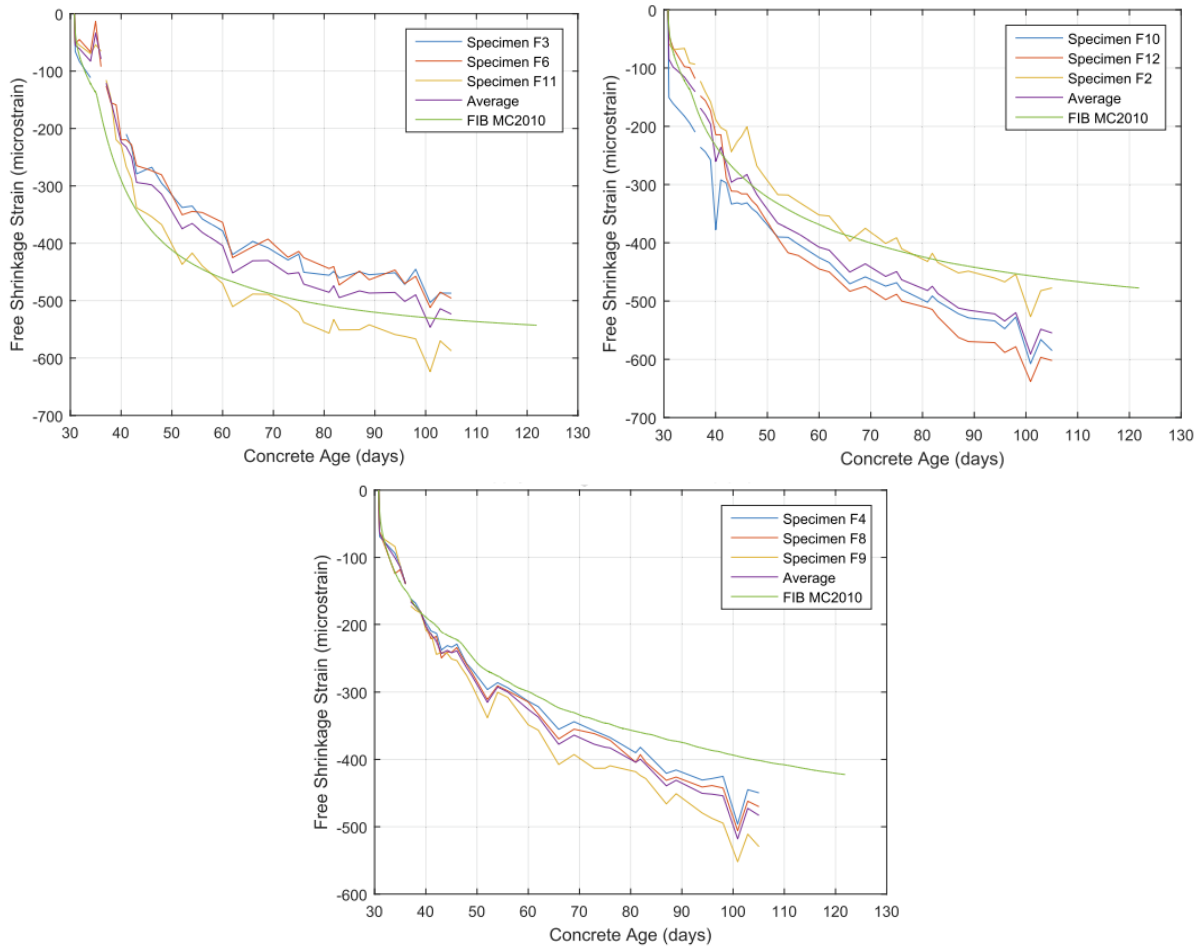 Free Shrinkage Strain (microstrain)
0
-100
-200
-300
-400
-500
-600
-700
Specimen F3
Specimen F6
Specimen F11
Average
FIB MC2010
30 40 50 60 70 80 90 100 110 120 130
Concrete Age (days)
Free Shrinkage Strain (microstrain)
0
-100
-200
-300
-400
-500
-600
-700
Specimen F10
Specimen F12
Specimen F2
Average
FIB MC2010
30 40 50 60 70 80 90 100 110 120 130
Concrete Age (days)
Free Shrinkage Strain (microstrain)
0
-100
-200
-300
-400
-500
-600
Specimen F4
Specimen F8
Specimen F9
Average
FIB MC2010
30 40 50 60 70 80 90 100 110 120 130
Concrete Age (days)